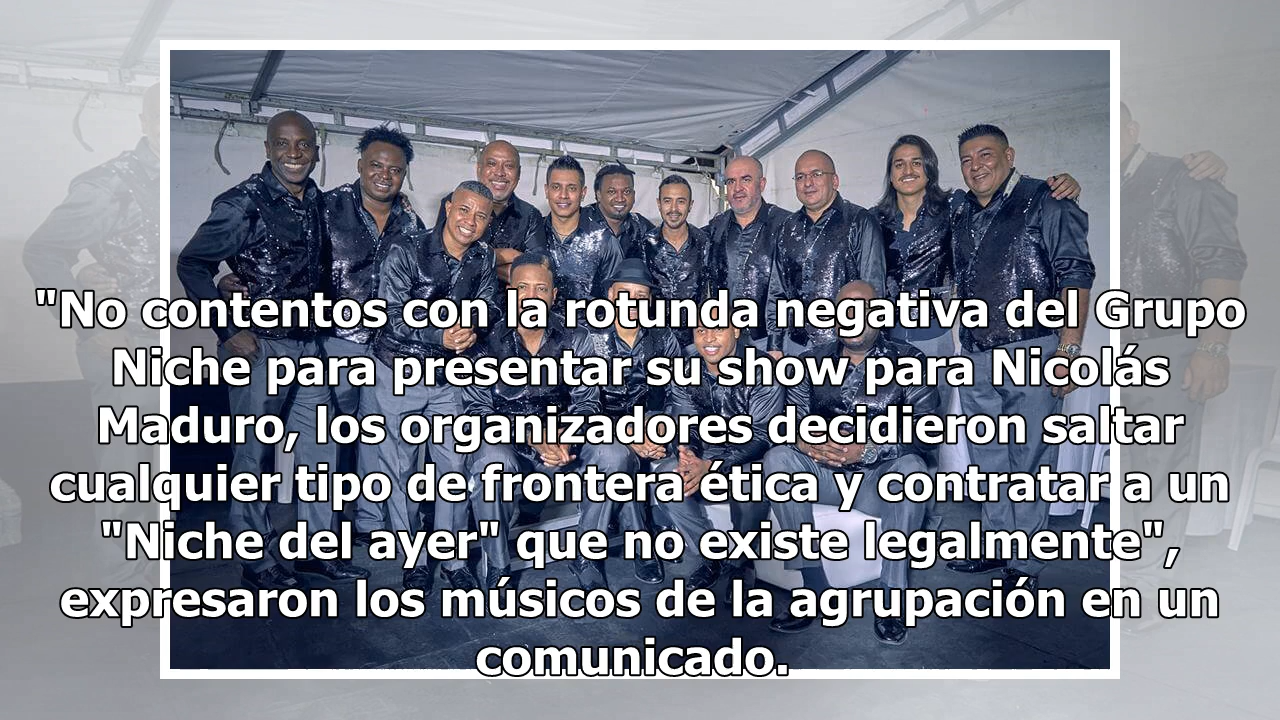 "No contentos con la rotunda negativa del Grupo
Niche para presentar su show para Nicolás
Maduro, los organizadores decidieron saltar
cualquier tipo de frontera ética y contratar a un
"Niche del ayer" que no existe legalmente",
expresaron los músicos de la agrupación en un
comunicado.